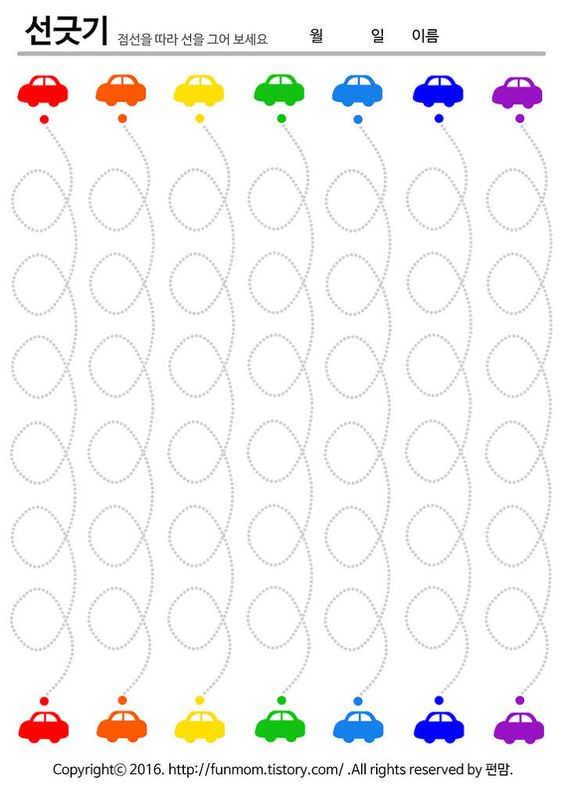 선긋기 점선을 따라 선을 그어 보세요 월 일 이름
Copyrightⓒ 2016. http://funmom.tistory.com/ .All rights reserved by 펀맘.